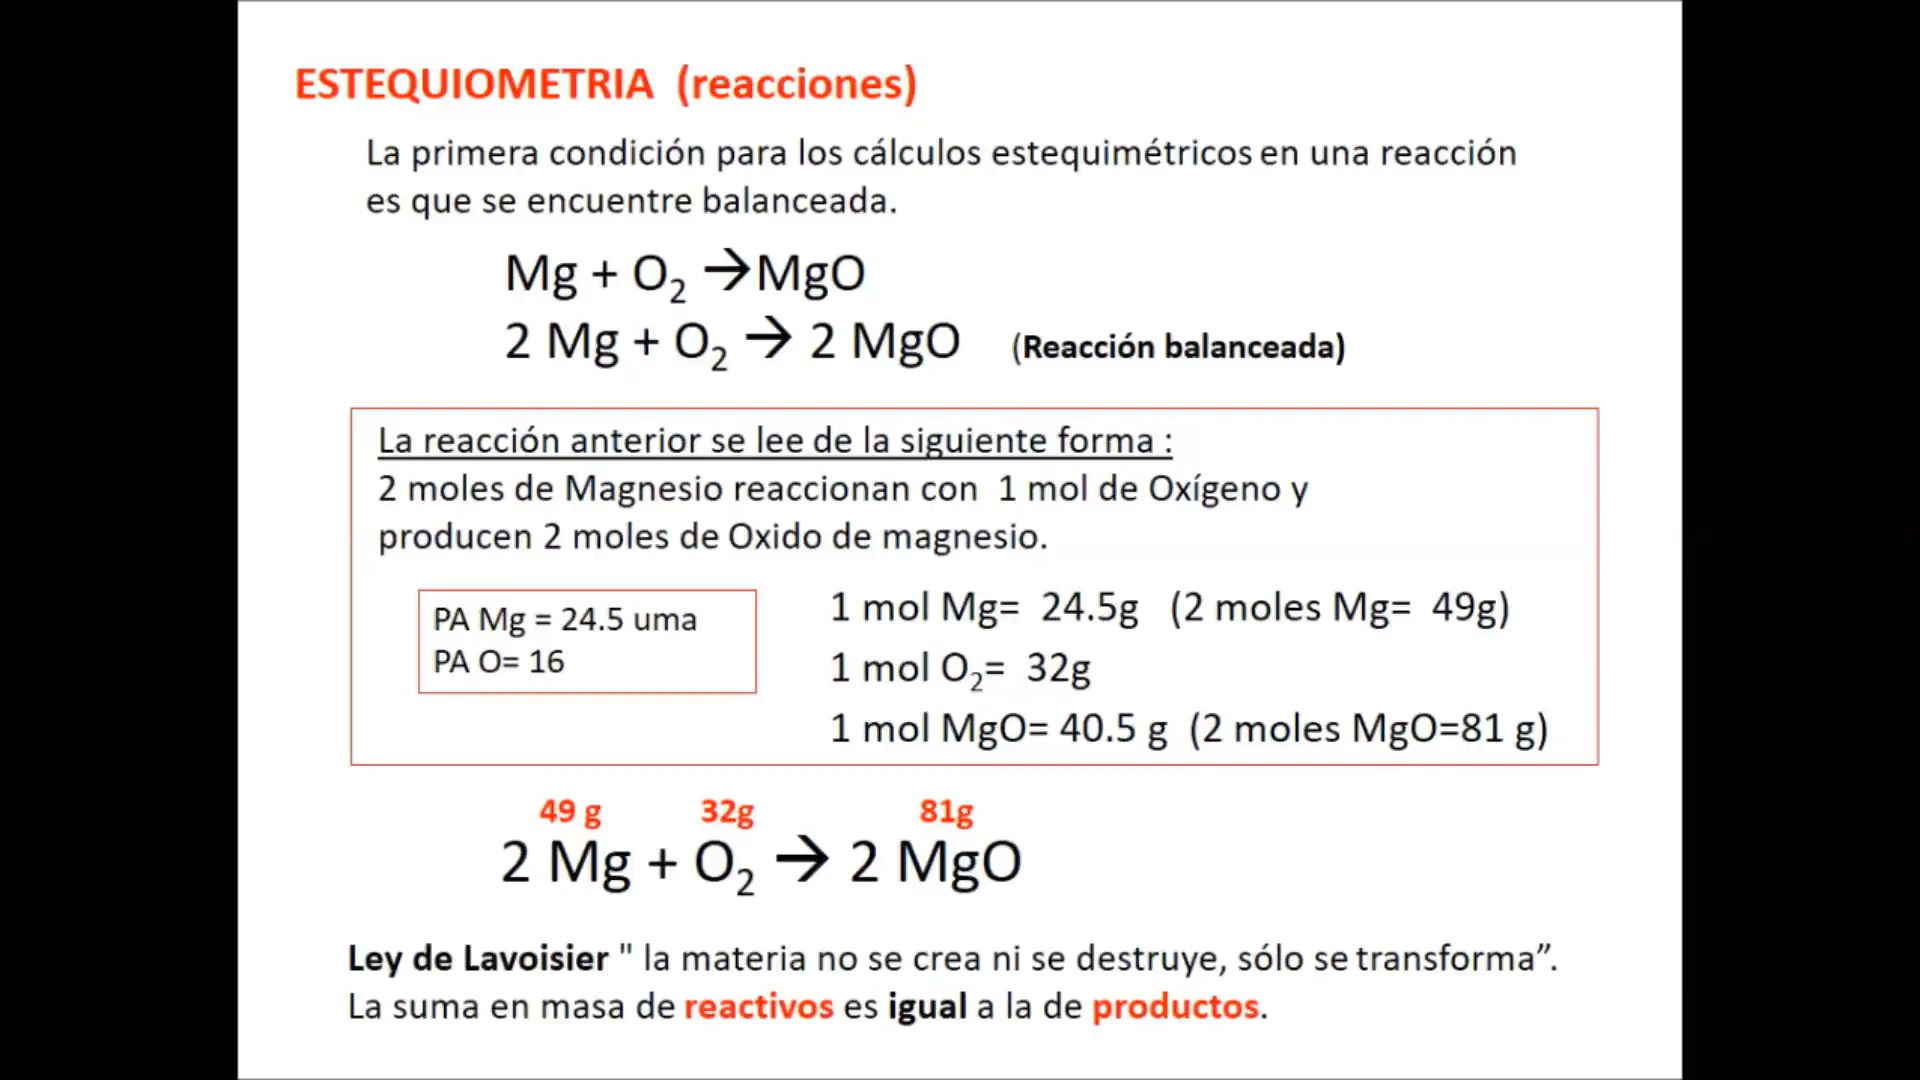 ESTEQUIOMETRIA (reacciones)
La primera condición para los cálculos estequimétricos en una reacción
es que se encuentre balanceada.
Mg + O₂ →MgO
2 Mg + O₂ → 2 MgO (Reacción balanceada)
La reacción anterior se lee de la siguiente forma :
2 moles de Magnesio reaccionan con 1 mol de Oxígeno y
producen 2 moles de Oxido de magnesio.
PA Mg = 24.5 uma
PA O= 16
1 mol Mg= 24.5g (2 moles Mg= 49g)
1 mol O₂= 32g
1 mol MgO= 40.5 g (2 moles MgO=81 g)
49 g 32g 81g
2 Mg + O₂ → 2 MgO
Ley de Lavoisier " la materia no se crea ni se destruye, sólo se transforma”.
La suma en masa de reactivos es igual a la de productos.